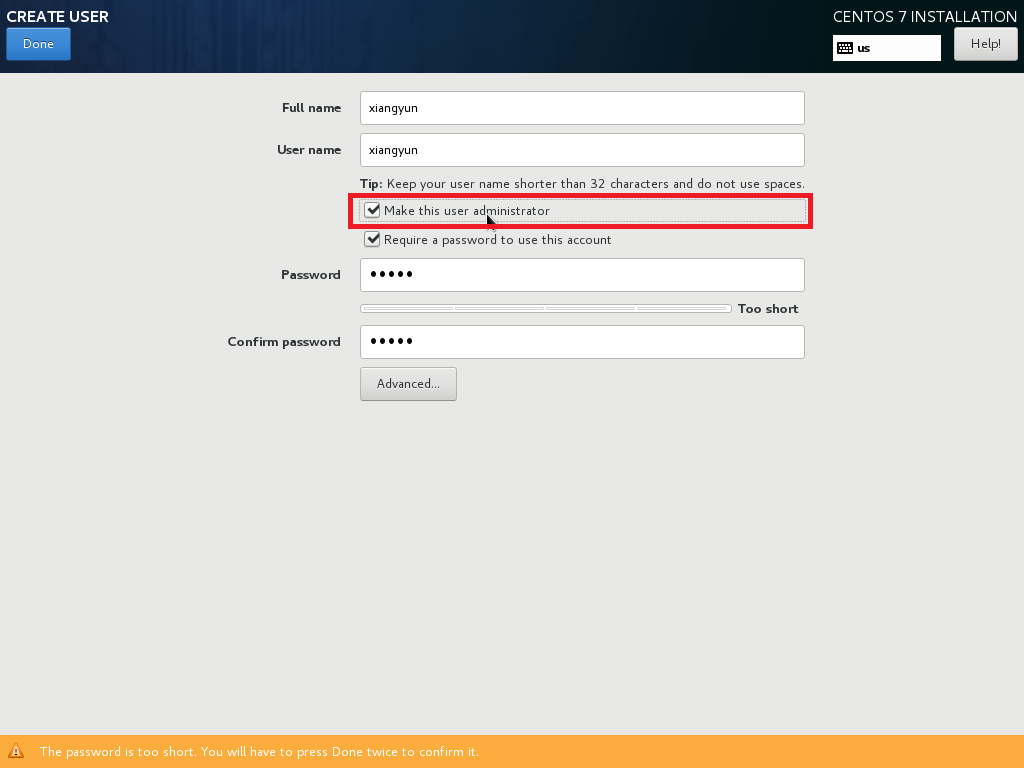 CREATE USER
CENTOS 7 INSTALLATION
Done
us
Help!
Full name
xiangyun
User name
xiangyun
Tip: Keep your user name shorter than 32 characters and do not use spaces.
Make this user administrator
Require a password to use this account
Password
•••••
Too short
Confirm password
•••••
Advanced...
The password is too short. You will have to press Done twice to confirm it.